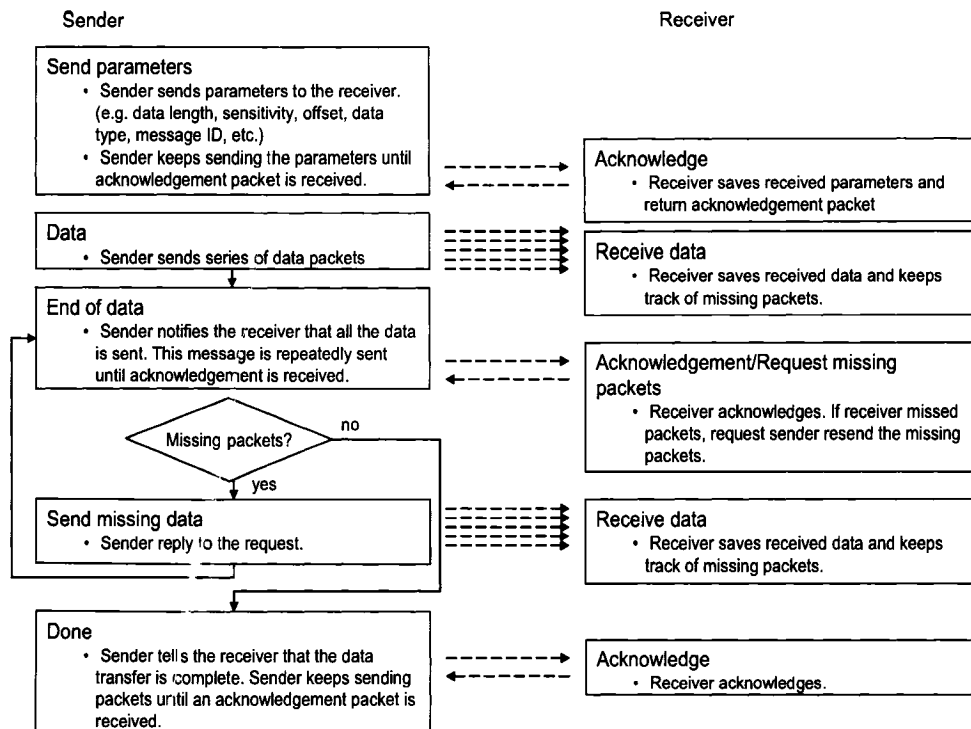 Sender
Receiver
Send parameters
• Sender sends parameters to the receiver.
(e.g. data length, sensitivity, offset, data
type, message ID, etc.)
• Sender keeps sending the parameters until
acknowledgement packet is received.
Acknowledge
• Receiver saves received parameters and
return acknowledgement packet
Data
• Sender sends series of data packets
Receive data
• Receiver saves received data and keeps
track of missing packets.
End of data
• Sender notifies the receiver that all the data
is sent. This message is repeatedly sent
until acknowledgement is received.
Acknowledgement/Request missing
packets
• Receiver acknowledges. If receiver missed
packets, request sender resend the missing
packets.
Missing packets?
no
yes
Send missing data
• Sender reply to the request.
Receive data
• Receiver saves received data and keeps
track of missing packets.
Done
• Sender tells the receiver that the data
transfer is complete. Sender keeps sending
packets until an acknowledgement packet is
received.
Acknowledge
• Receiver acknowledges.